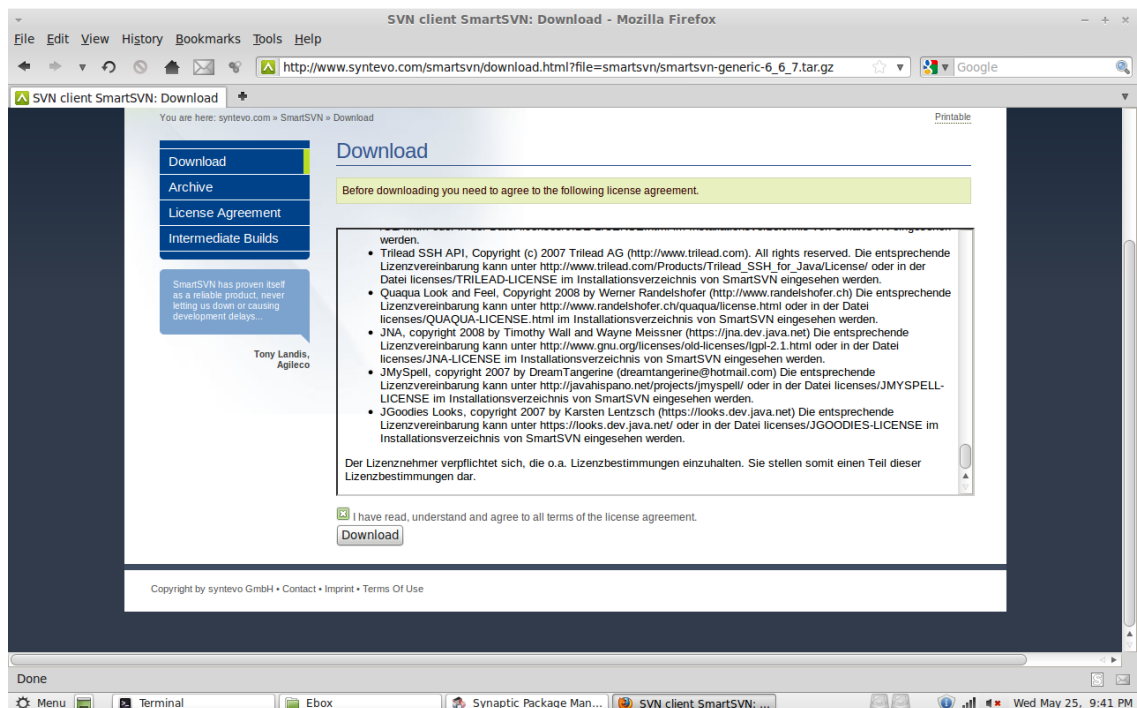 SVN client SmartSVN: Download - Mozilla Firefox
File Edit View History Bookmarks Tools Help
http://www.syntevo.com/smartsvn/download.html?file=smartsvn/smartsvn-generic-6_6_7.tar.gz
Google
SVN client SmartSVN: Download
You are here: syntevo.com » SmartSVN » Download
Printable
Download
Archive
License Agreement
Intermediate Builds
SmartSVN has proven itself
as a reliable product, never
letting us down or causing
development delays...
Tony Landis,
Agileco
Download
Before downloading you need to agree to the following license agreement.
werden.
• Trilead SSH API, Copyright (c) 2007 Trilead AG (http://www.trilead.com). All rights reserved. Die entsprechende
Lizenzvereinbarung kann unter http://www.trilead.com/Products/Trilead_SSH_for_Java/License/ oder in der
Datei licenses/TRILEAD-LICENSE im Installationsverzeichnis von SmartSVN eingesehen werden.
• Quaqua Look and Feel, Copyright 2008 by Werner Randelshofer (http://www.randelshofer.ch) Die entsprechende
Lizenzvereinbarung kann unter http://www.randelshofer.ch/quaqua/license.html oder in der Datei
licenses/QUAQUA-LICENSE.html im Installationsverzeichnis von SmartSVN eingesehen werden.
• JNA, copyright 2008 by Timothy Wall and Wayne Meissner (https://jna.dev.java.net) Die entsprechende
Lizenzvereinbarung kann unter http://www.gnu.org/licenses/old-licenses/lgpl-2.1.html oder in der Datei
licenses/JNA-LICENSE im Installationsverzeichnis von SmartSVN eingesehen werden.
• JMySpell, copyright 2007 by DreamTangerine (dreamtangerine@hotmail.com) Die entsprechende
Lizenzvereinbarung kann unter http://javahispano.net/projects/jmyspell/ oder in der Datei licenses/JMYSPELL-
LICENSE im Installationsverzeichnis von SmartSVN eingesehen werden.
• JGoodies Looks, copyright 2007 by Karsten Lentzsch (https://looks.dev.java.net) Die entsprechende
Lizenzvereinbarung kann unter https://looks.dev.java.net/ oder in der Datei licenses/JGOODIES-LICENSE im
Installationsverzeichnis von SmartSVN eingesehen werden.
Der Lizenznehmer verpflichtet sich, die o.a. Lizenzbestimmungen einzuhalten. Sie stellen somit einen Teil dieser
Lizenzbestimmungen dar.
I have read, understand and agree to all terms of the license agreement.
Download
Copyright by syntevo GmbH • Contact • Imprint • Terms Of Use
Done
Menu Terminal Ebox Synaptic Package Man... SVN client SmartSVN: ... Wed May 25, 9:41 PM